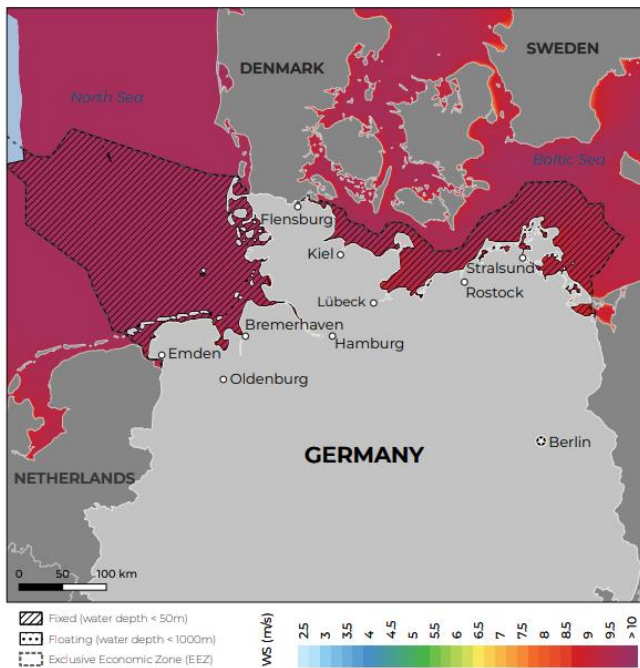 SWEDEN
DENMARK
North Sea
Baltic Sea
Flensburg
Kiel
Stralsund
Rostock
Lübeck
Bremerhaven
Hamburg
Emden
Oldenburg
Berlin
GERMANY
NETHERLANDS
0 50 100 km
Fixed (water depth < 50m)
Floating (water depth < 1000m)
Exclusive Economic Zone (EEZ)
WS (m/s)
2.5 3 3.5 4 4.5 5 5.5 6 6.5 7 7.5 8 8.5 9 9.5 > 10